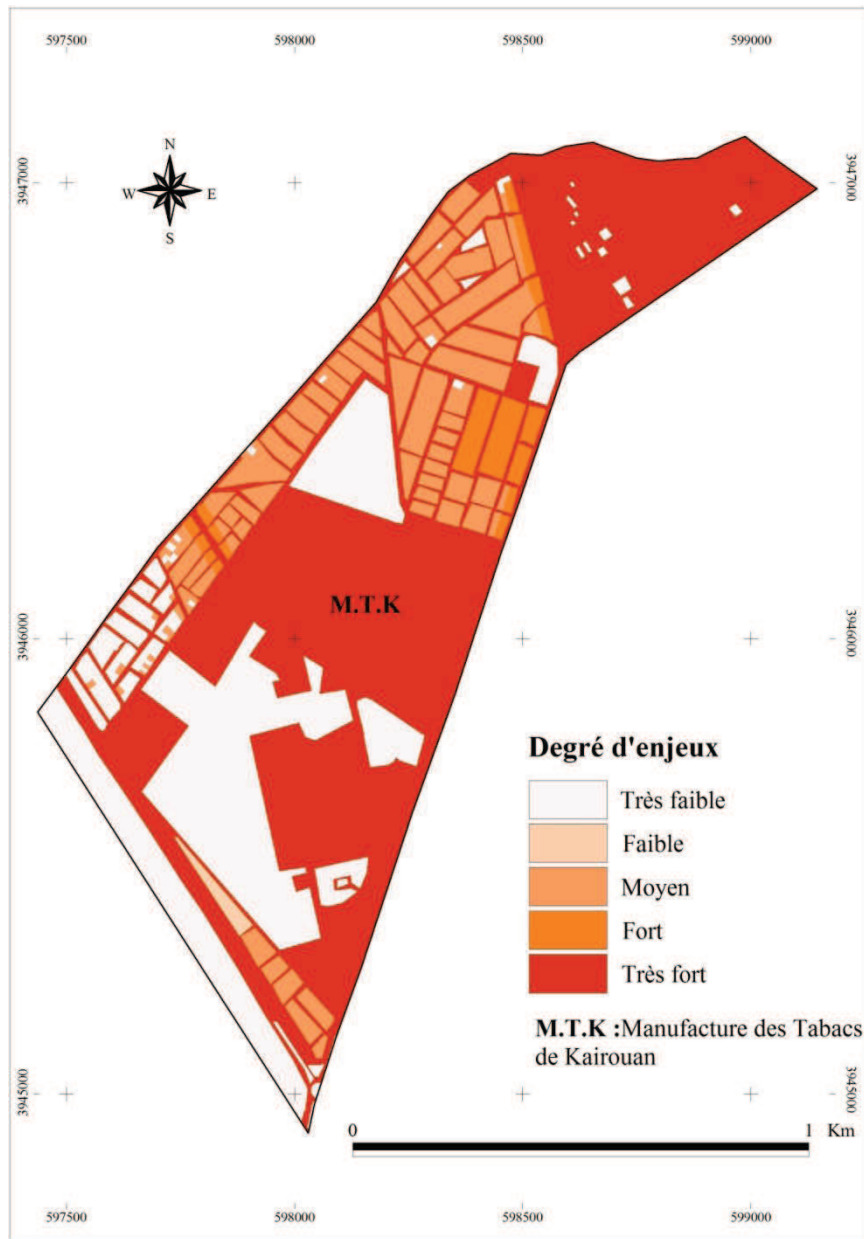 597500 598000 598500 599000
N
W E
S
3947000 3947000
M.T.K
3946000 3946000
Degré d'enjeux
Très faible
Faible
Moyen
Fort
Très fort
M.T.K :Manufacture des Tabacs
de Kairouan
3945000 3945000
0 1 Km
597500 598000 598500 599000